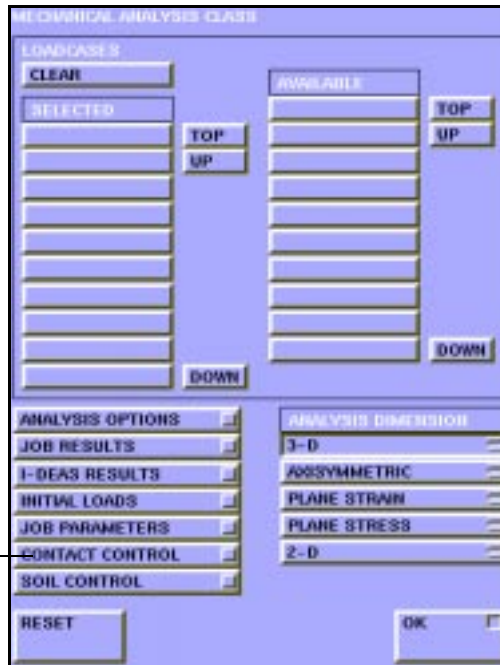 MECHANICAL ANALYSIS CLASS
LOADCASES
CLEAR
SELECTED
TOP
UP
DOWN
AVAILABLE
TOP
UP
DOWN
ANALYSIS OPTIONS
JOB RESULTS
I-DEAS RESULTS
INITIAL LOADS
JOB PARAMETERS
CONTACT CONTROL
SOIL CONTROL
ANALYSIS DIMENSION
3-D
AXISYMMETRIC
PLANE STRAIN
PLANE STRESS
2-D
RESET
OK